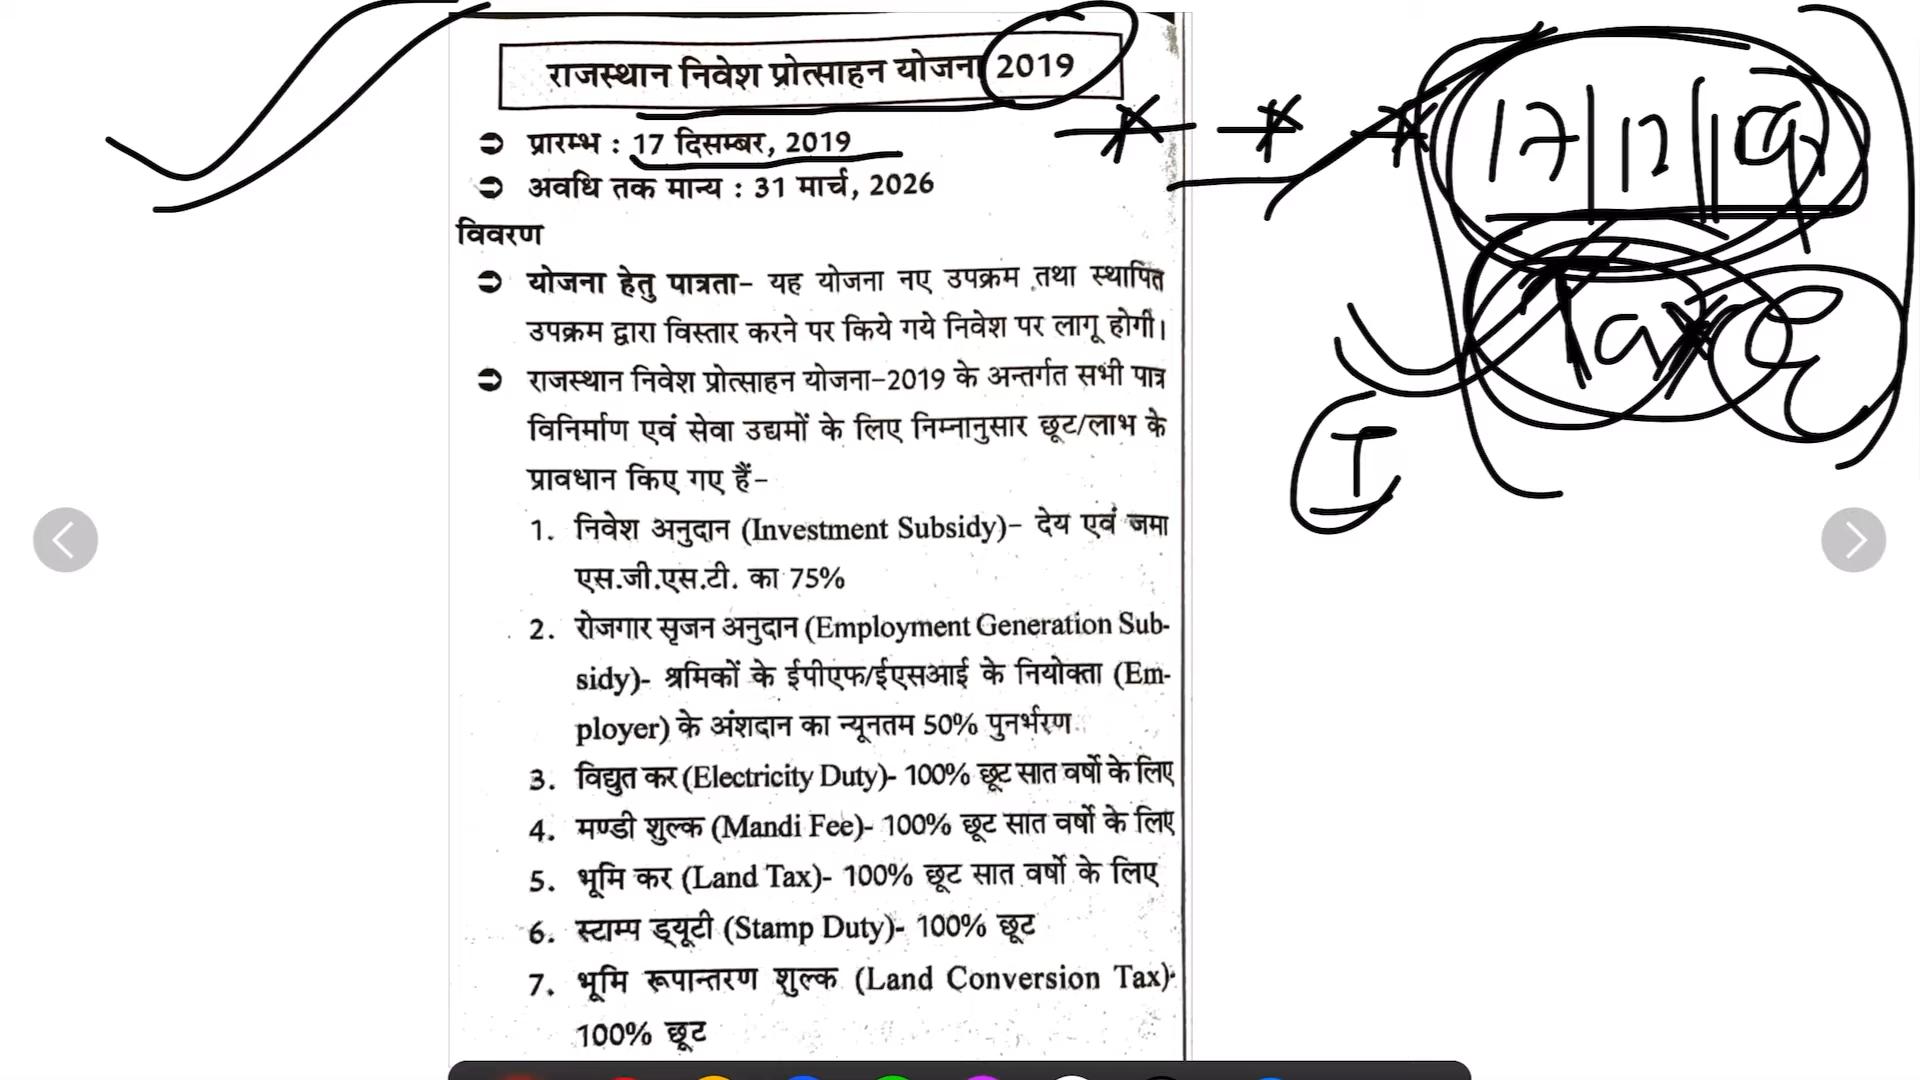 राजस्थान निवेश प्रोत्साहन योजना 2019
➲ प्रारम्भ : 17 दिसम्बर, 2019
➲ अवधि तक मान्य : 31 मार्च, 2026
विवरण
➲ योजना हेतु पात्रता- यह योजना नए उपक्रम तथा स्थापित
उपक्रम द्वारा विस्तार करने पर किये गये निवेश पर लागू होगी।
➲ राजस्थान निवेश प्रोत्साहन योजना-2019 के अन्तर्गत सभी पात्र
विनिर्माण एवं सेवा उद्यमों के लिए निम्नानुसार छूट/लाभ के
प्रावधान किए गए हैं-
1. निवेश अनुदान (Investment Subsidy)- देय एवं जमा
एस.जी.एस.टी. का 75%
2. रोजगार सृजन अनुदान (Employment Generation Sub-
sidy)- श्रमिकों के ईपीएफ/ईएसआई के नियोक्ता (Em-
ployer) के अंशदान का न्यूनतम 50% पुनर्भरण
3. विद्युत कर (Electricity Duty)- 100% छूट सात वर्षो के लिए
4. मण्डी शुल्क (Mandi Fee)- 100% छूट सात वर्षो के लिए
5. भूमि कर (Land Tax)- 100% छूट सात वर्षो के लिए
6. स्टाम्प ड्यूटी (Stamp Duty)- 100% छूट
7. भूमि रूपान्तरण शुल्क (Land Conversion Tax)-
100% छूट
17|12|19
Tax
E
I